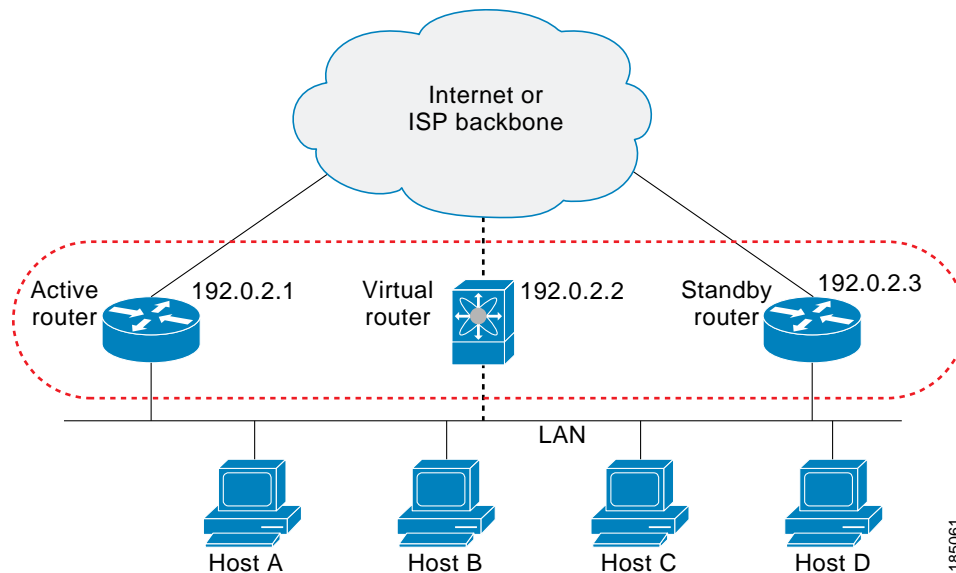 Internet or
ISP backbone
Active
router
192.0.2.1
Virtual
router
192.0.2.2
Standby
router
192.0.2.3
LAN
Host A
Host B
Host C
Host D
185061